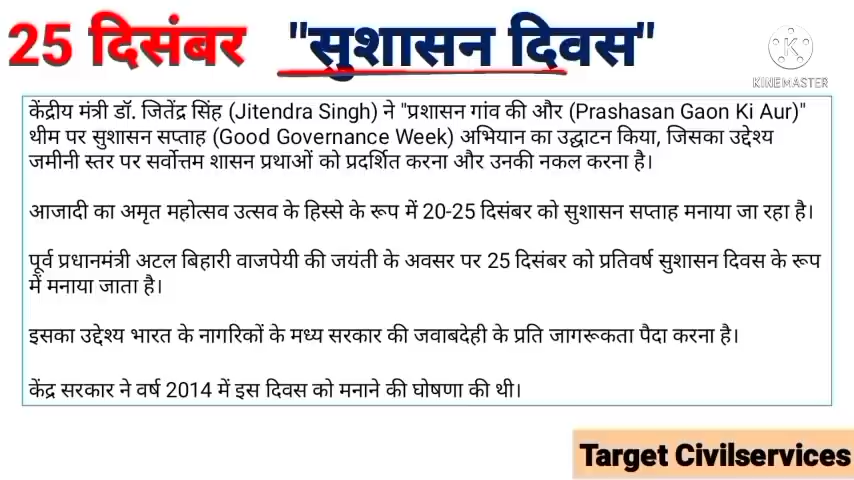 25 दिसंबर "सुशासन दिवस"
KINEMASTER
केंद्रीय मंत्री डॉ. जितेंद्र सिंह (Jitendra Singh) ने "प्रशासन गांव की और (Prashasan Gaon Ki Aur)"
थीम पर सुशासन सप्ताह (Good Governance Week) अभियान का उद्घाटन किया, जिसका उद्देश्य
जमीनी स्तर पर सर्वोत्तम शासन प्रथाओं को प्रदर्शित करना और उनकी नकल करना है।
आजादी का अमृत महोत्सव उत्सव के हिस्से के रूप में 20-25 दिसंबर को सुशासन सप्ताह मनाया जा रहा है।
पूर्व प्रधानमंत्री अटल बिहारी वाजपेयी की जयंती के अवसर पर 25 दिसंबर को प्रतिवर्ष सुशासन दिवस के रूप
में मनाया जाता है।
इसका उद्देश्य भारत के नागरिकों के मध्य सरकार की जवाबदेही के प्रति जागरूकता पैदा करना है।
केंद्र सरकार ने वर्ष 2014 में इस दिवस को मनाने की घोषणा की थी।
Target Civilservices